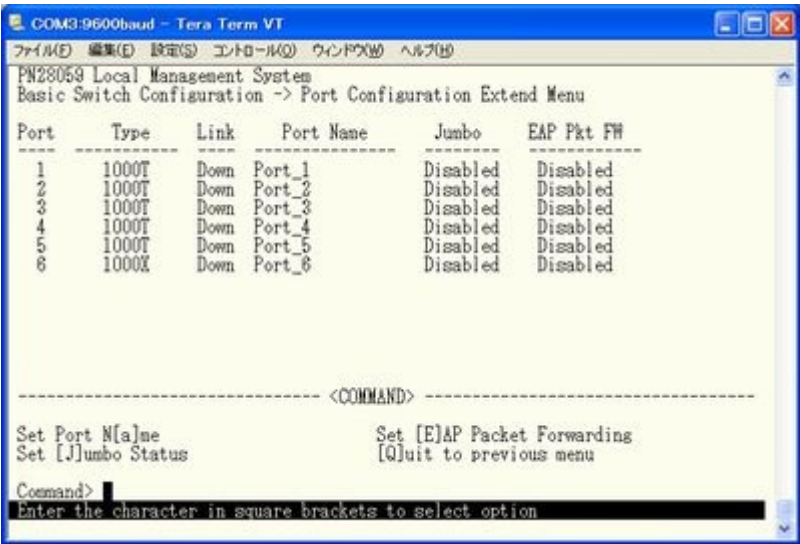 COM3:9600baud - Tera Term VT
ファイル(F) 編集(E) 設定(S) コントロール(O) ウィンドウ(W) ヘルプ(H)
PN28059 Local Management System
Basic Switch Configuration -> Port Configuration Extend Menu
Port Type Link Port Name Jumbo EAP Pkt FW
---- ----------- ---- --------------- -------- ------------
1 1000T Down Port_1 Disabled Disabled
2 1000T Down Port_2 Disabled Disabled
3 1000T Down Port_3 Disabled Disabled
4 1000T Down Port_4 Disabled Disabled
5 1000T Down Port_5 Disabled Disabled
6 1000X Down Port_6 Disabled Disabled
-------------------------------- <COMMAND> -----------------------------------
Set Port N[a]me Set [E]AP Packet Forwarding
Set [J]umbo Status [Q]uit to previous menu
Command>
Enter the character in square brackets to select option